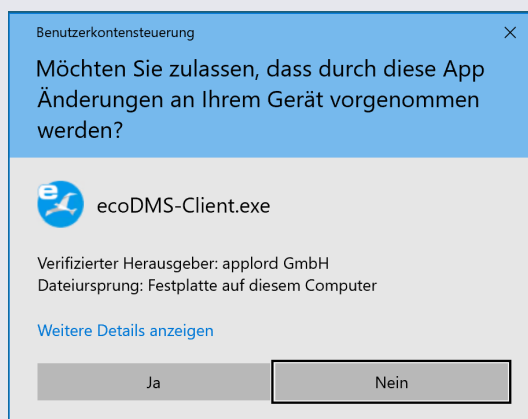 Benutzerkontensteuerung
Möchten Sie zulassen, dass durch diese App
Änderungen an Ihrem Gerät vorgenommen
werden?
e
ecoDMS-Client.exe
Verifizierter Herausgeber: applord GmbH
Dateiursprung: Festplatte auf diesem Computer
Weitere Details anzeigen
Ja
Nein